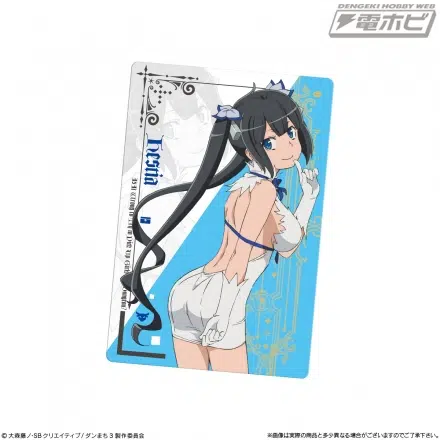 DENGEKI HOBBY WEB
電ホビ
Hestia
© 大森藤ノ・SBクリエイティブ/ダンまち3製作委員会
※画像は実際の商品と多少異なる場合がございます。